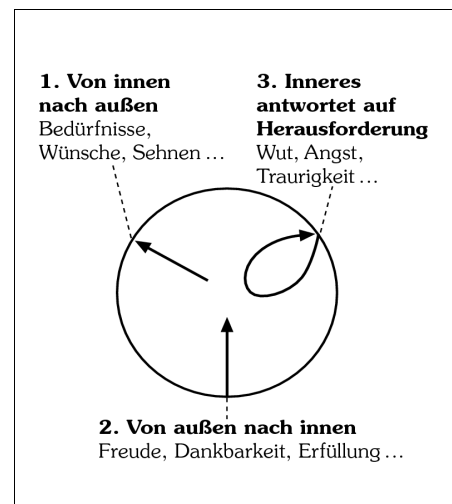 1. Von innen
nach außen
Bedürfnisse,
Wünsche, Sehnen …
3. Inneres
antwortet auf
Herausforderung
Wut, Angst,
Traurigkeit …
2. Von außen nach innen
Freude, Dankbarkeit, Erfüllung …